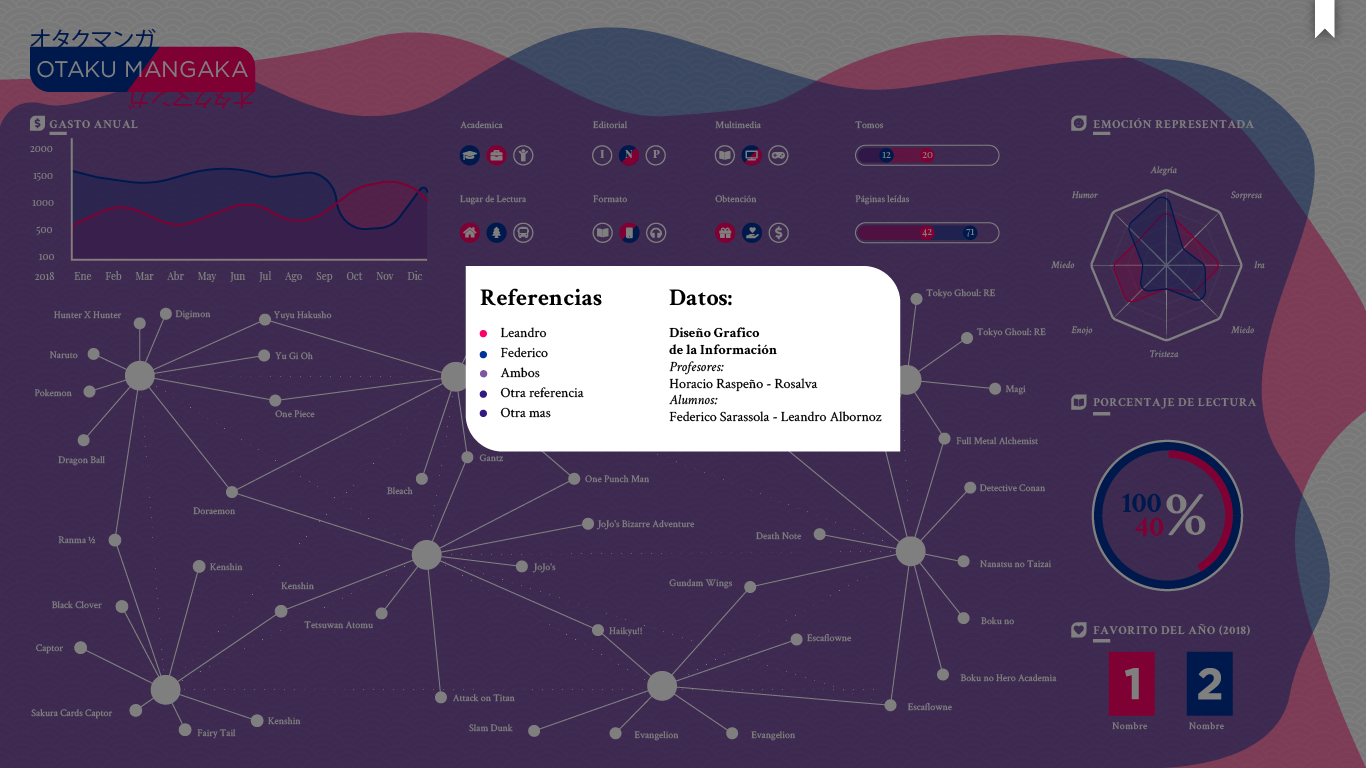 オタクマンガ
OTAKU MANGAKA
$ GASTO ANUAL
2000
1500
1000
500
100
2018 Ene Feb Mar Abr May Jun Jul Ago Sep Oct Nov Dic
Academica
Editorial
I N P
Multimedia
Tomos
12 20
Lugar de Lectura
Formato
Obtención
$
Páginas leídas
42 71
EMOCIÓN REPRESENTADA
Alegría
Humor
Sorpresa
Miedo
Ira
Enojo
Miedo
Tristeza
Referencias
Leandro
Federico
Ambos
Otra referencia
Otra mas
Datos:
Diseño Grafico
de la Información
Profesores:
Horacio Raspeño - Rosalva
Alumnos:
Federico Sarassola - Leandro Albornoz
Hunter X Hunter
Digimon
Yuyu Hakusho
Naruto
Yu Gi Oh
Pokemon
One Piece
Dragon Ball
Doraemon
Bleach
Gantz
One Punch Man
Ranma ½
Kenshin
Kenshin
JoJo's Bizarre Adventure
JoJo's
Black Clover
Tetsuwan Atomu
Captor
Haikyu!!
Sakura Cards Captor
Fairy Tail
Kenshin
Attack on Titan
Slam Dunk
Evangelion
Evangelion
Tokyo Ghoul: RE
Tokyo Ghoul: RE
Magi
Full Metal Alchemist
Detective Conan
Death Note
Gundam Wings
Nanatsu no Taizai
Boku no
Escaflowne
Boku no Hero Academia
Escaflowne
PORCENTAJE DE LECTURA
100
40
%
FAVORITO DEL AÑO (2018)
1
Nombre
2
Nombre